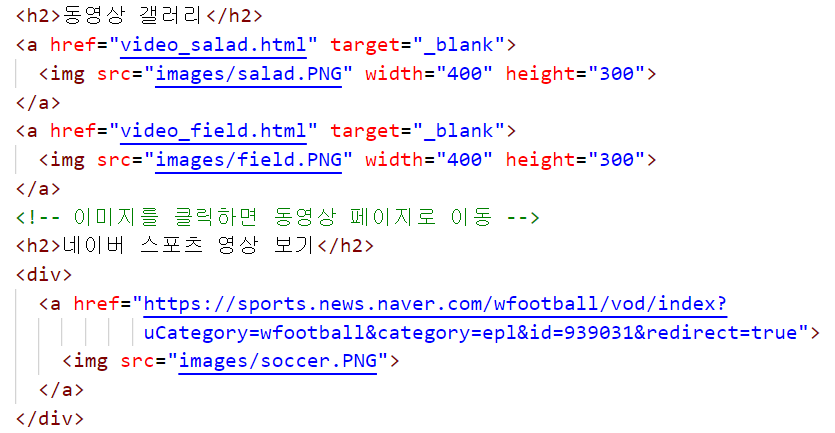 <h2>동영상 갤러리</h2>
<a href="video_salad.html" target="_blank">
<img src="images/salad.PNG" width="400" height="300">
</a>
<a href="video_field.html" target="_blank">
<img src="images/field.PNG" width="400" height="300">
</a>
<!-- 이미지를 클릭하면 동영상 페이지로 이동 -->
<h2>네이버 스포츠 영상 보기</h2>
<div>
<a href="https://sports.news.naver.com/wfootball/vod/index?
uCategory=wfootball&category=epl&id=939031&redirect=true">
<img src="images/soccer.PNG">
</a>
</div>